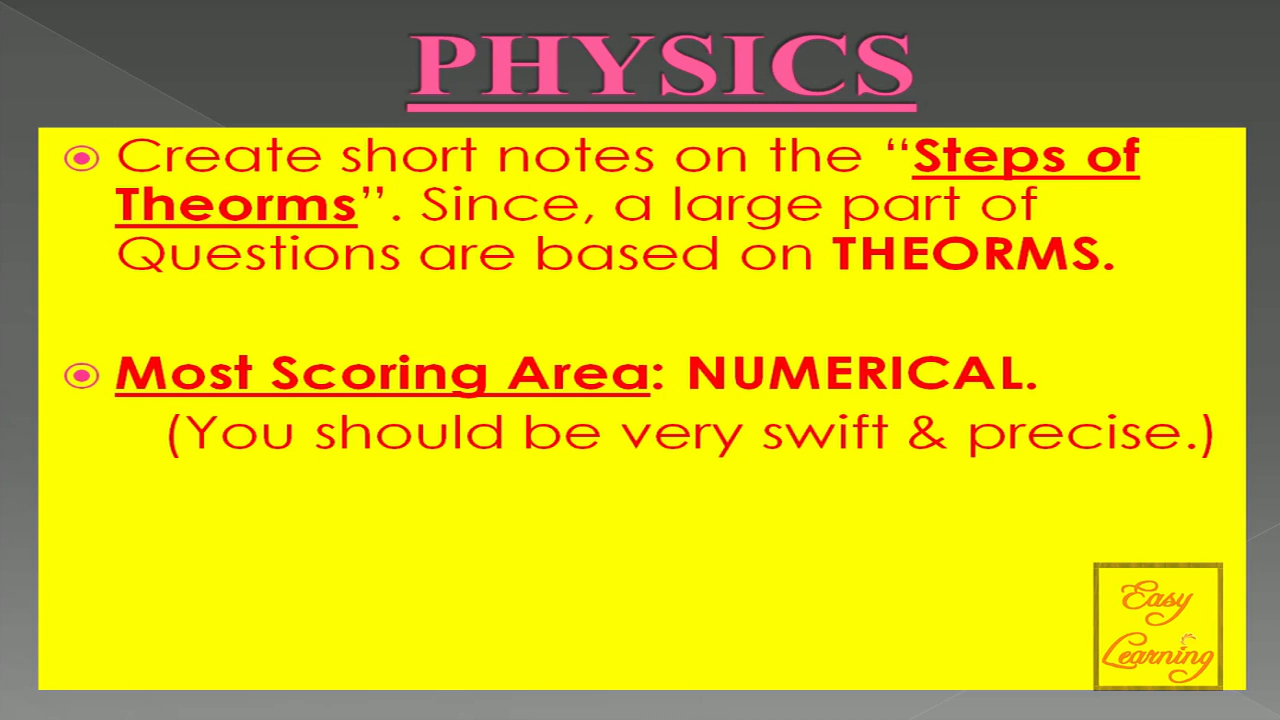 PHYSICS
Create short notes on the “Steps of
Theorms”. Since, a large part of
Questions are based on THEORMS.
Most Scoring Area: NUMERICAL.
(You should be very swift & precise.)
Easy
Learning